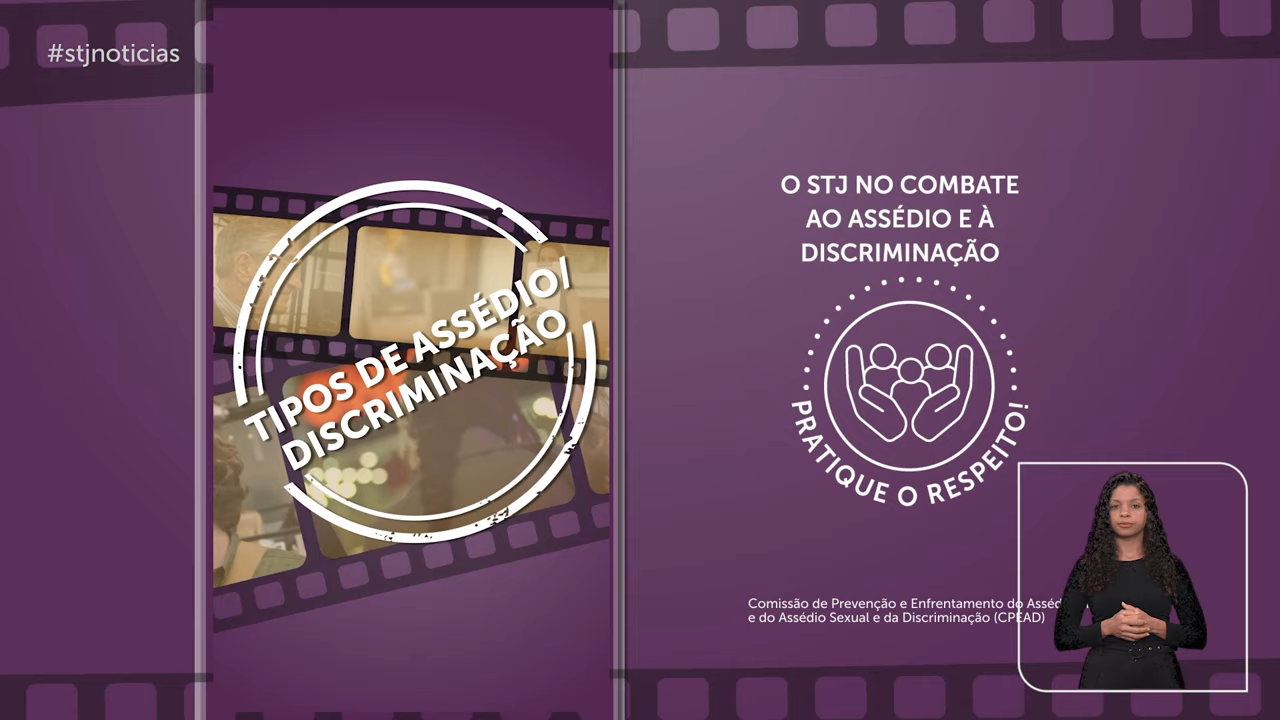 #stjnoticias
TIPOS DE ASSÉDIO/
DISCRIMINAÇÃO
O STJ NO COMBATE
AO ASSÉDIO E À
DISCRIMINAÇÃO
PRATIQUE O RESPEITO!
Comissão de Prevenção e Enfrentamento do
e do Assédio Sexual e da Discriminação (CPEAD)